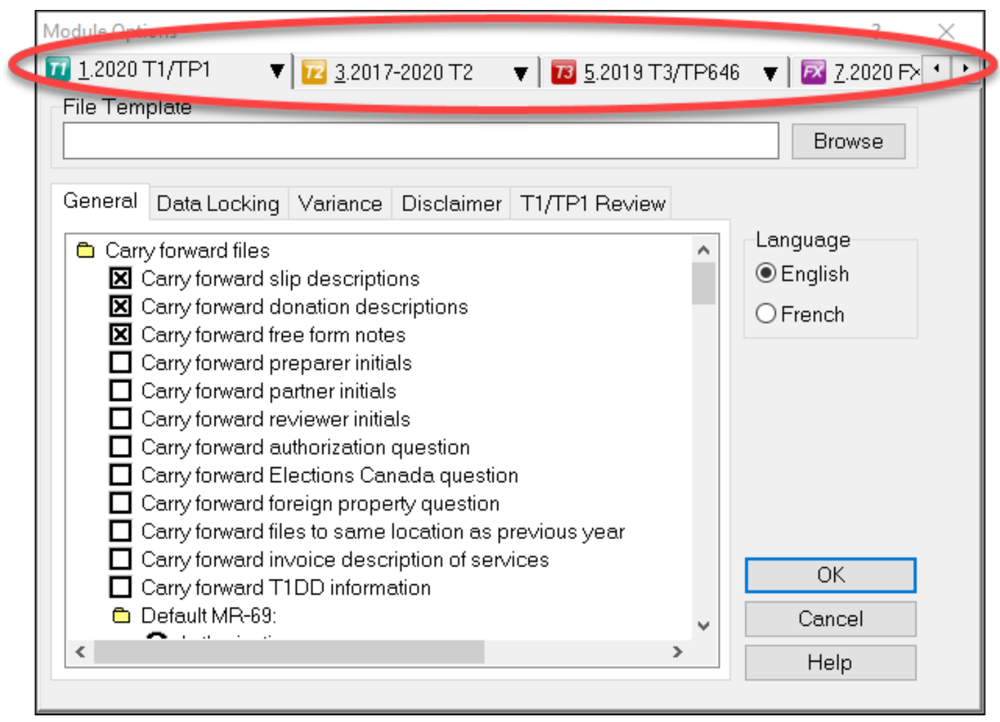 Module Options
T1 1.2020 T1/TP1 T2 3.2017-2020 T2 T3 5.2019 T3/TP646 FX 7.2020 FX
File Template
Browse
General Data Locking Variance Disclaimer T1/TP1 Review
Carry forward files
Carry forward slip descriptions
Carry forward donation descriptions
Carry forward free form notes
Carry forward preparer initials
Carry forward partner initials
Carry forward reviewer initials
Carry forward authorization question
Carry forward Elections Canada question
Carry forward foreign property question
Carry forward files to same location as previous year
Carry forward invoice description of services
Carry forward T1DD information
Default MR-69:
Language
English
French
OK
Cancel
Help